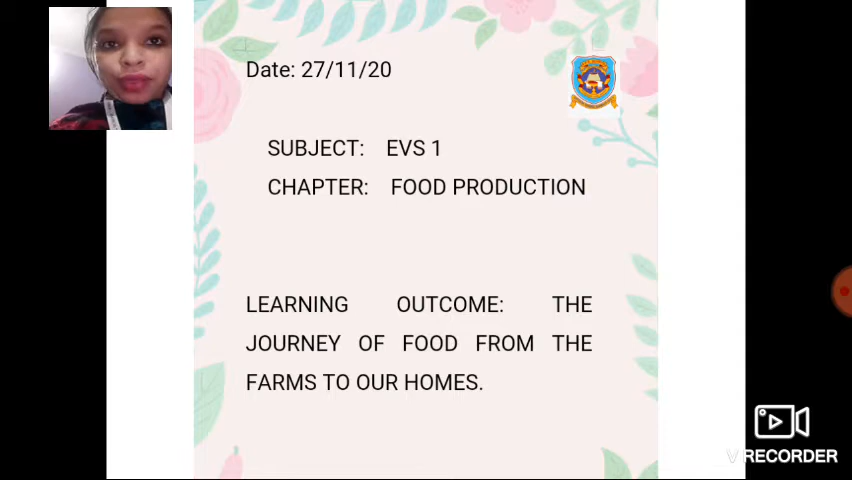 Date: 27/11/20
SUBJECT: EVS 1
CHAPTER: FOOD PRODUCTION
LEARNING OUTCOME: THE
JOURNEY OF FOOD FROM THE
FARMS TO OUR HOMES.
V RECORDER